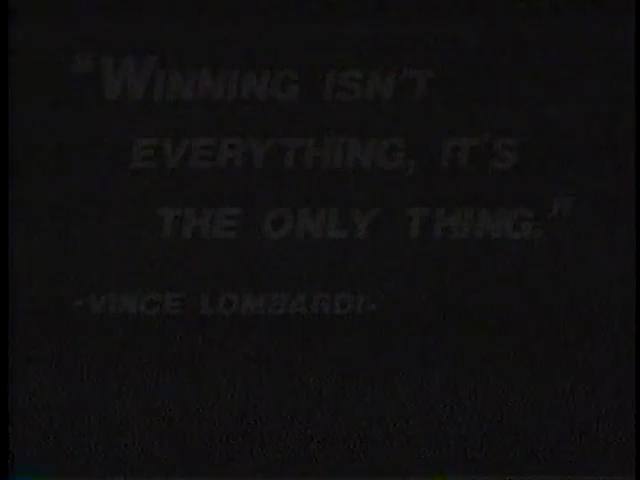 "WINNING ISN'T
EVERYTHING, IT'S
THE ONLY THING."
-VINCE LOMBARDI-